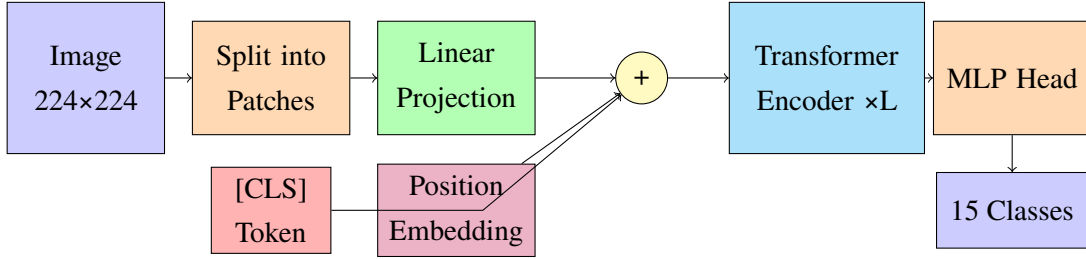 Image
224×224
Split into
Patches
Linear
Projection
+
Transformer
Encoder ×L
MLP Head
[CLS]
Token
Position
Embedding
15 Classes